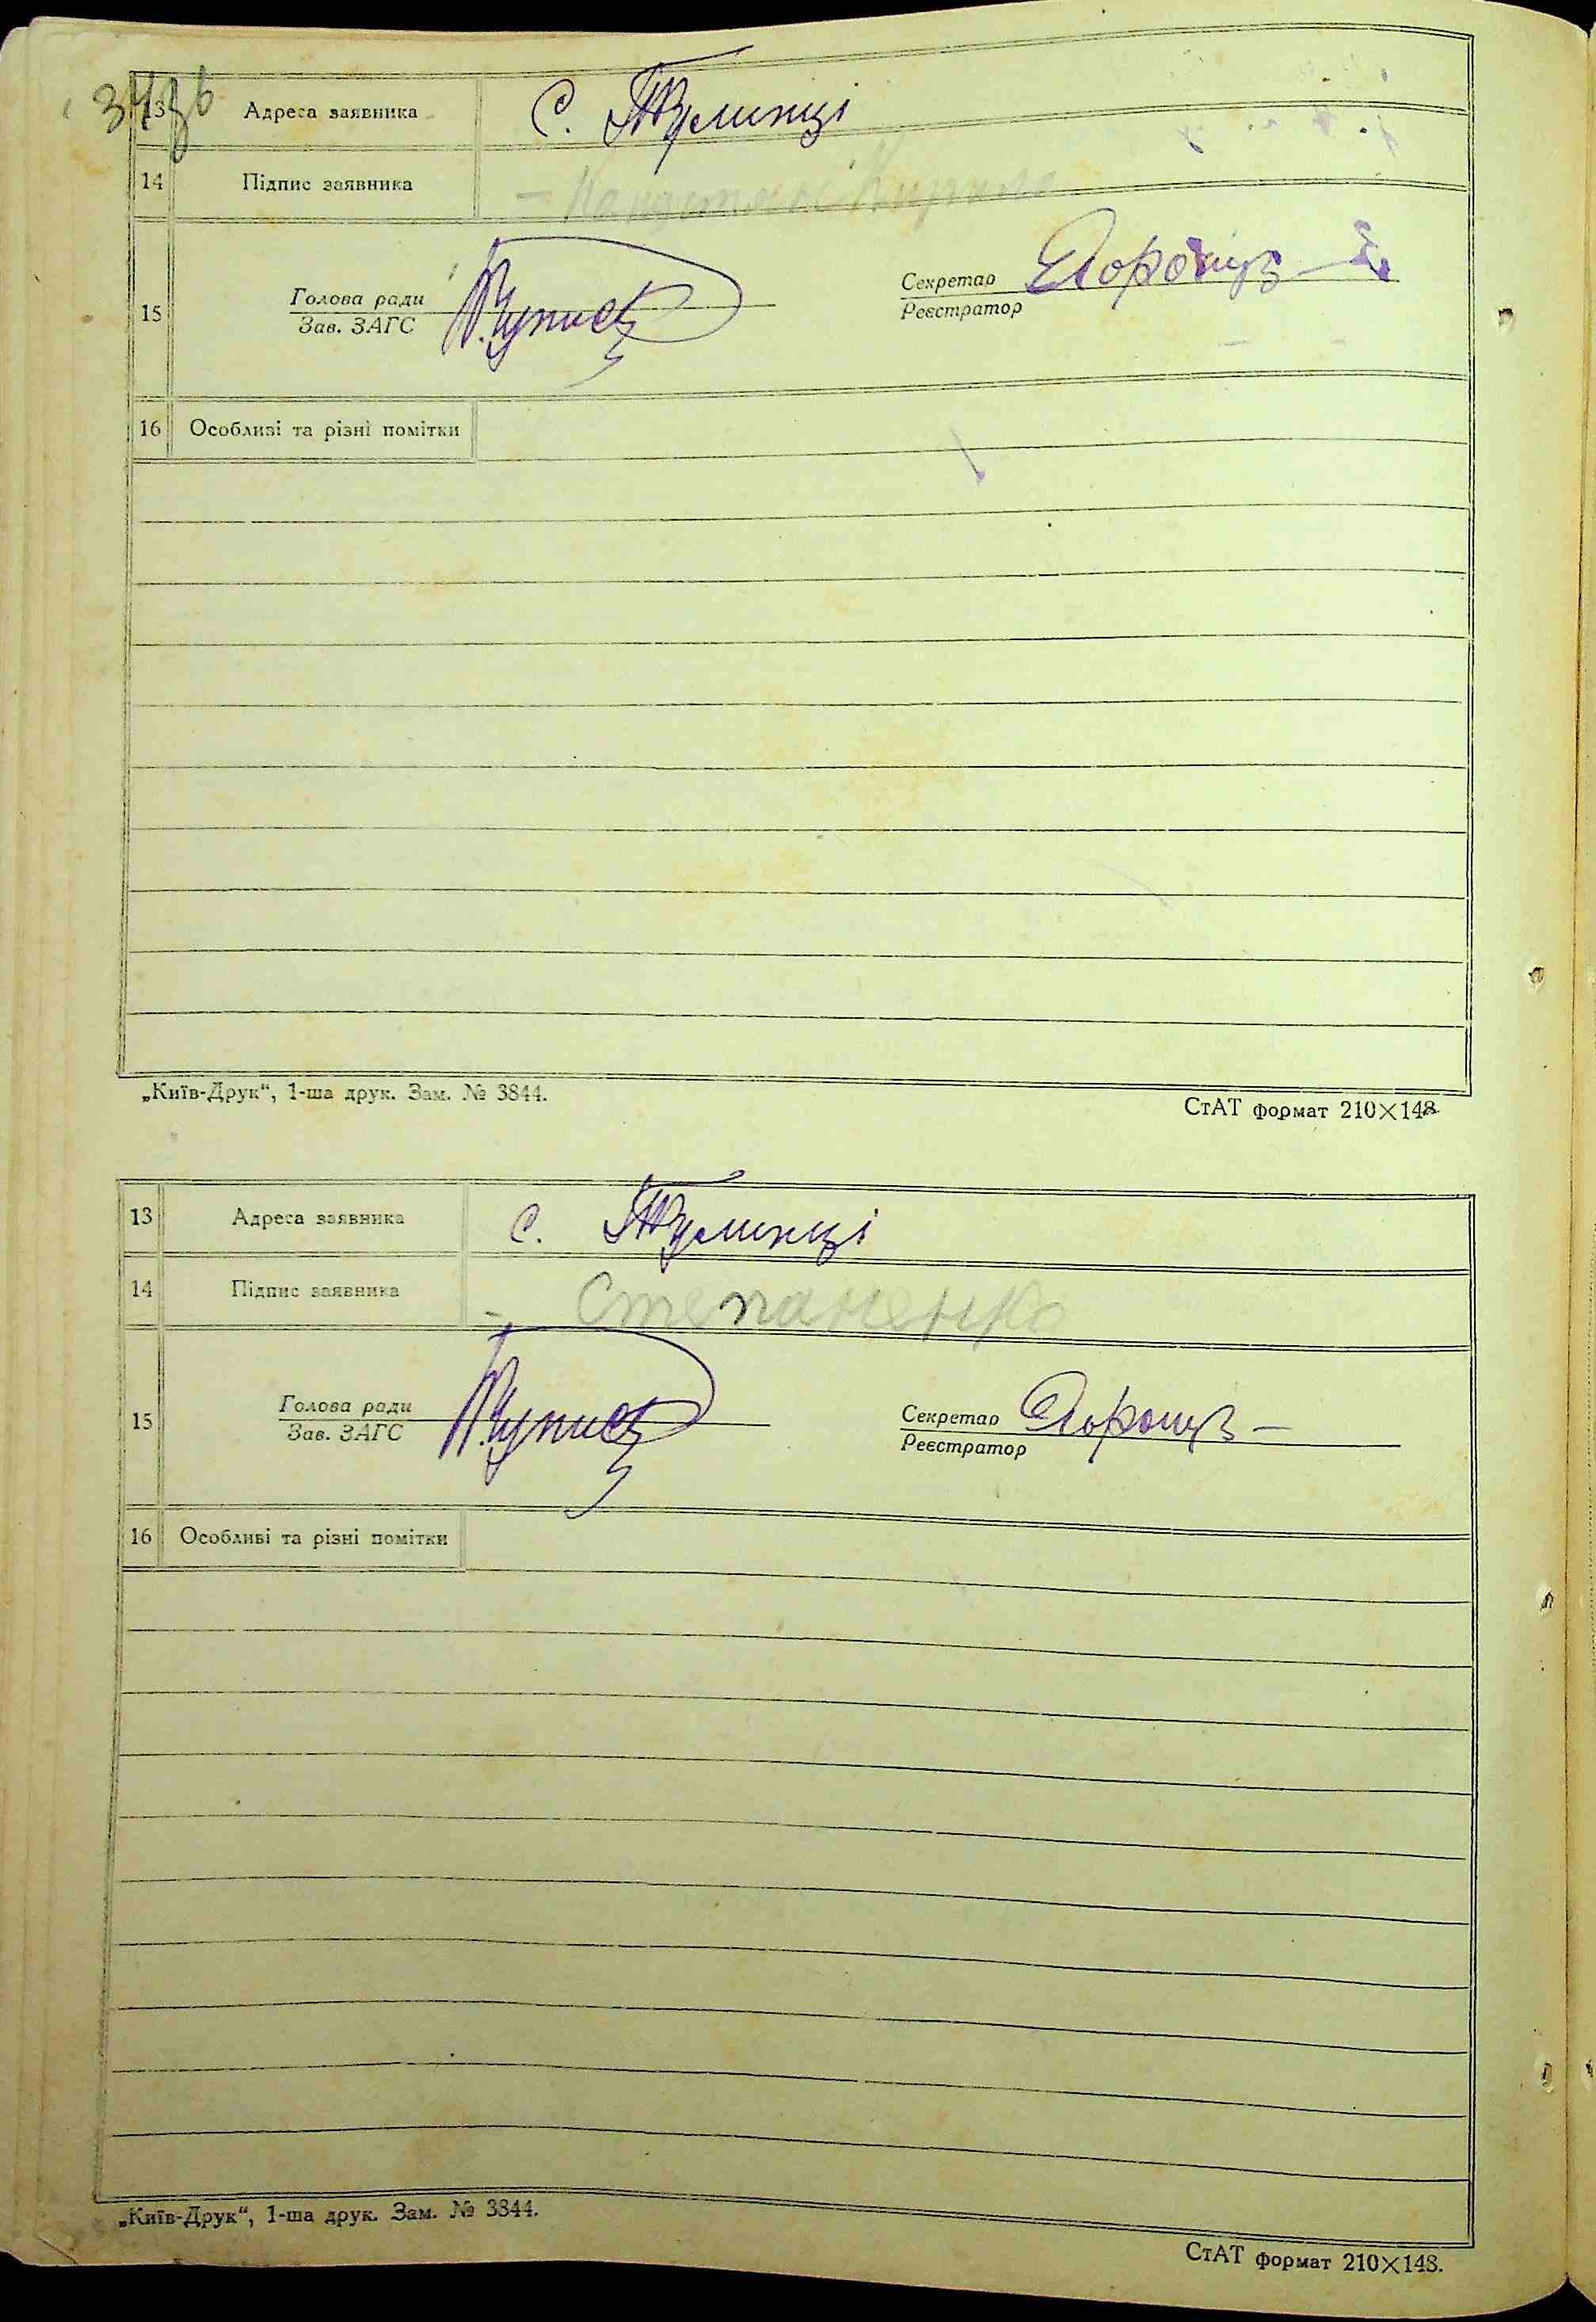 34зв
13 Адреса заявника с. Тулинці
14 Підпис заявника – Кирило
15 Голова ради
Зав. ЗАГС
Секретар
Реєстратор
16 Особливі та різні помітки
„Київ-Друк“, 1-ша друк. Зам. № 3844.
СтАТ формат 210×148.
13 Адреса заявника с. Тулинці
14 Підпис заявника – Степаненко
15 Голова ради
Зав. ЗАГС
Секретар
Реєстратор
16 Особливі та різні помітки
„Київ-Друк“, 1-ша друк. Зам. № 3844.
СтАТ формат 210×148.